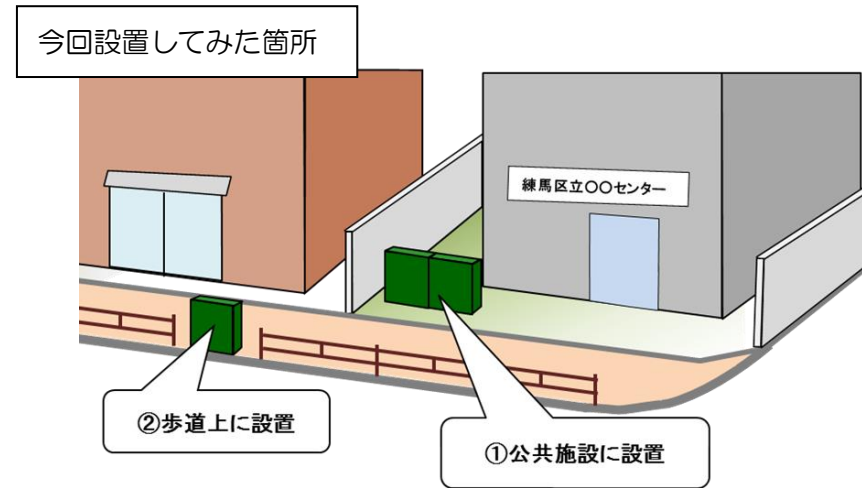 今回設置してみた箇所
練馬区立〇〇センター
②歩道上に設置
①公共施設に設置